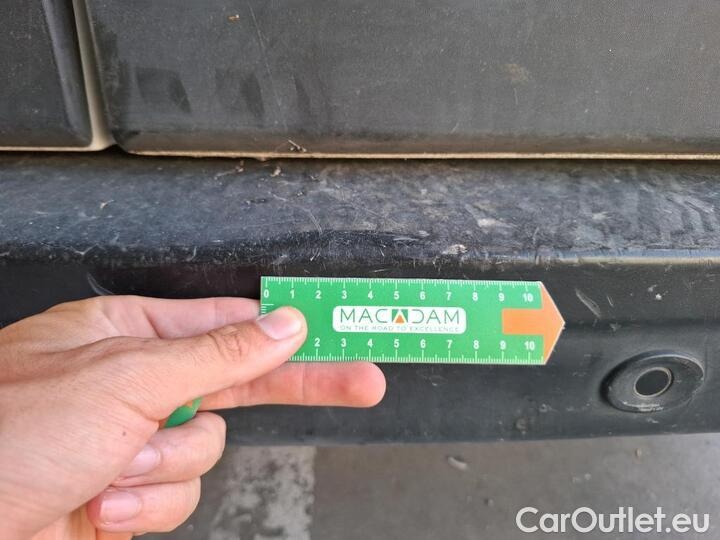 0 1 2 3 4 5 6 7 8 9 10
MACADAM
ON THE ROAD TO EXCELLENCE
2 3 4 5 6 7 8 9 10
CarOutlet.eu